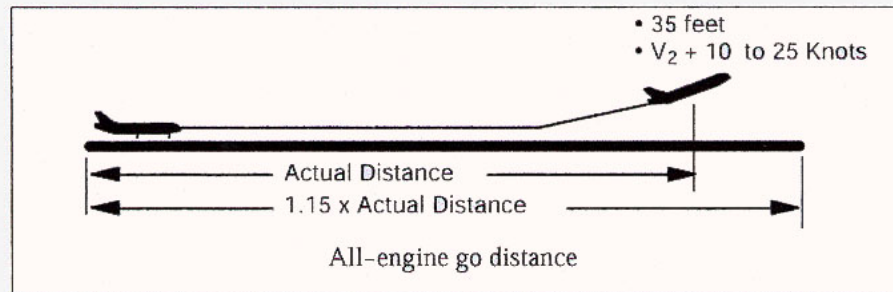 • 35 feet
• V₂ + 10 to 25 Knots
Actual Distance
1.15 x Actual Distance
All-engine go distance